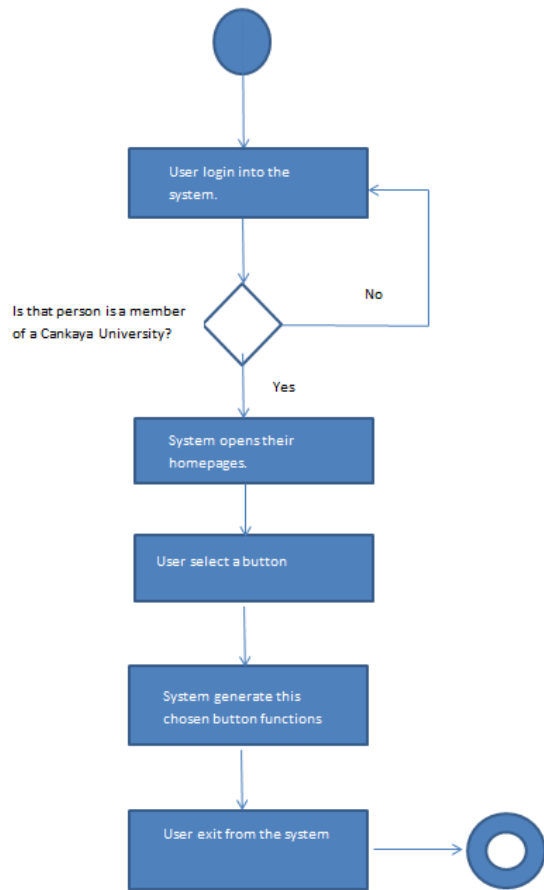 User login into the
system.
No
Is that person is a member
of a Cankaya University?
Yes
System opens their
homepages.
User select a button
System generate this
chosen button functions
User exit from the system